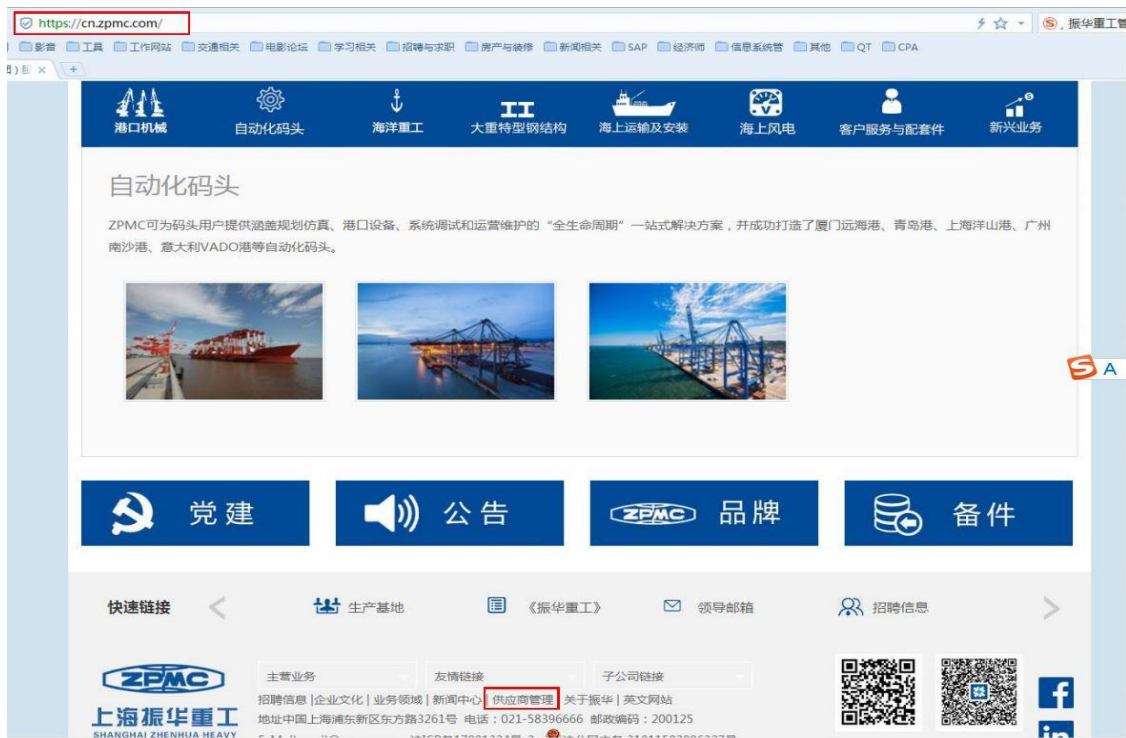 https://cn.zpmc.com/
振华重工管
影音 工具 工作网站 交通相关 电影论坛 学习相关 招聘与求职 房产与装修 新闻相关 SAP 经济师 信息系统管 其他 QT CPA
港口机械 自动化码头 海洋重工 大重特型钢结构 海上运输及安装 海上风电 客户服务与配套件 新兴业务
自动化码头
ZPMC可为码头用户提供涵盖规划仿真、港口设备、系统调试和运营维护的“全生命周期”一站式解决方案，并成功打造了厦门远海港、青岛港、上海洋山港、广州
南沙港、意大利VADO港等自动化码头。
A
党建 公告 ZPMC 品牌 备件
快速链接 生产基地 《振华重工》 领导邮箱 招聘信息
ZPMC
主营业务 友情链接 子公司链接
招聘信息 |企业文化 | 业务领域 | 新闻中心 | 供应商管理 | 关于振华 | 英文网站
上海振华重工
地址中国上海浦东新区东方路3261号 电话：021-58396666 邮政编码：200125
SHANGHAI ZHENHUA HEAVY